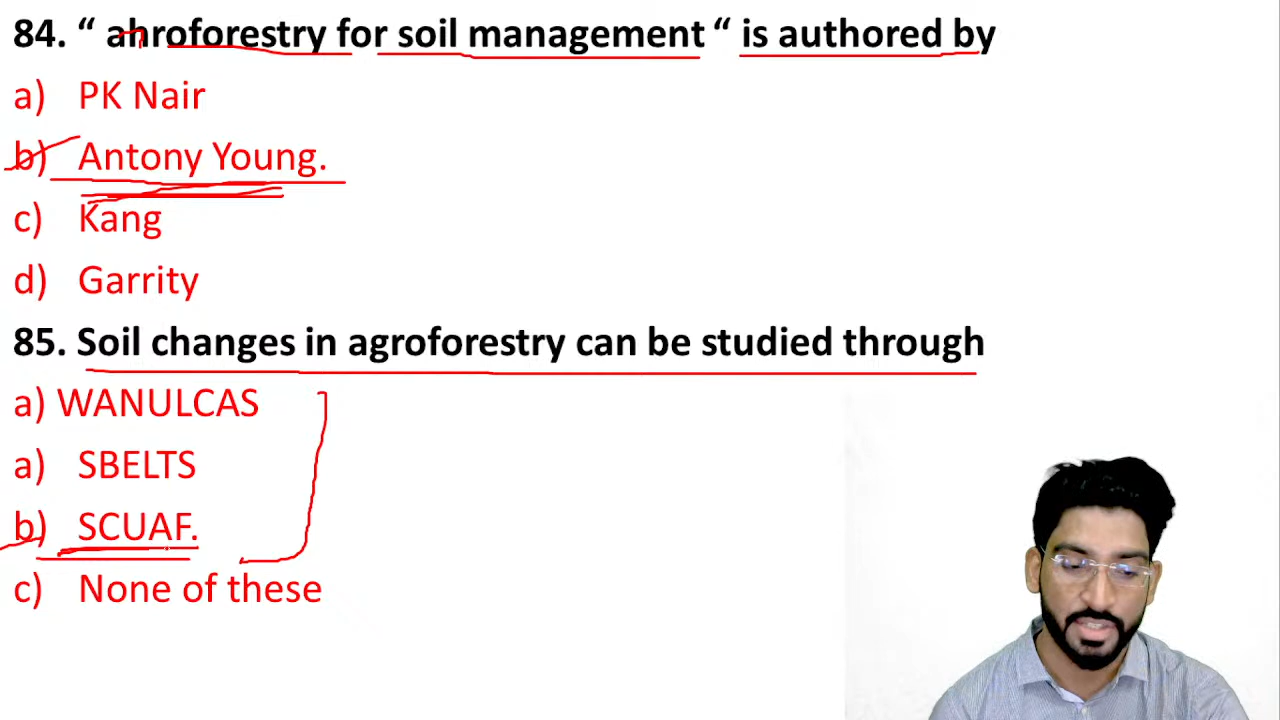 84. “ ahroforestry for soil management “ is authored by
a) PK Nair
b) Antony Young.
c) Kang
d) Garrity
85. Soil changes in agroforestry can be studied through
a) WANULCAS
a) SBELTS
b) SCUAF.
c) None of these